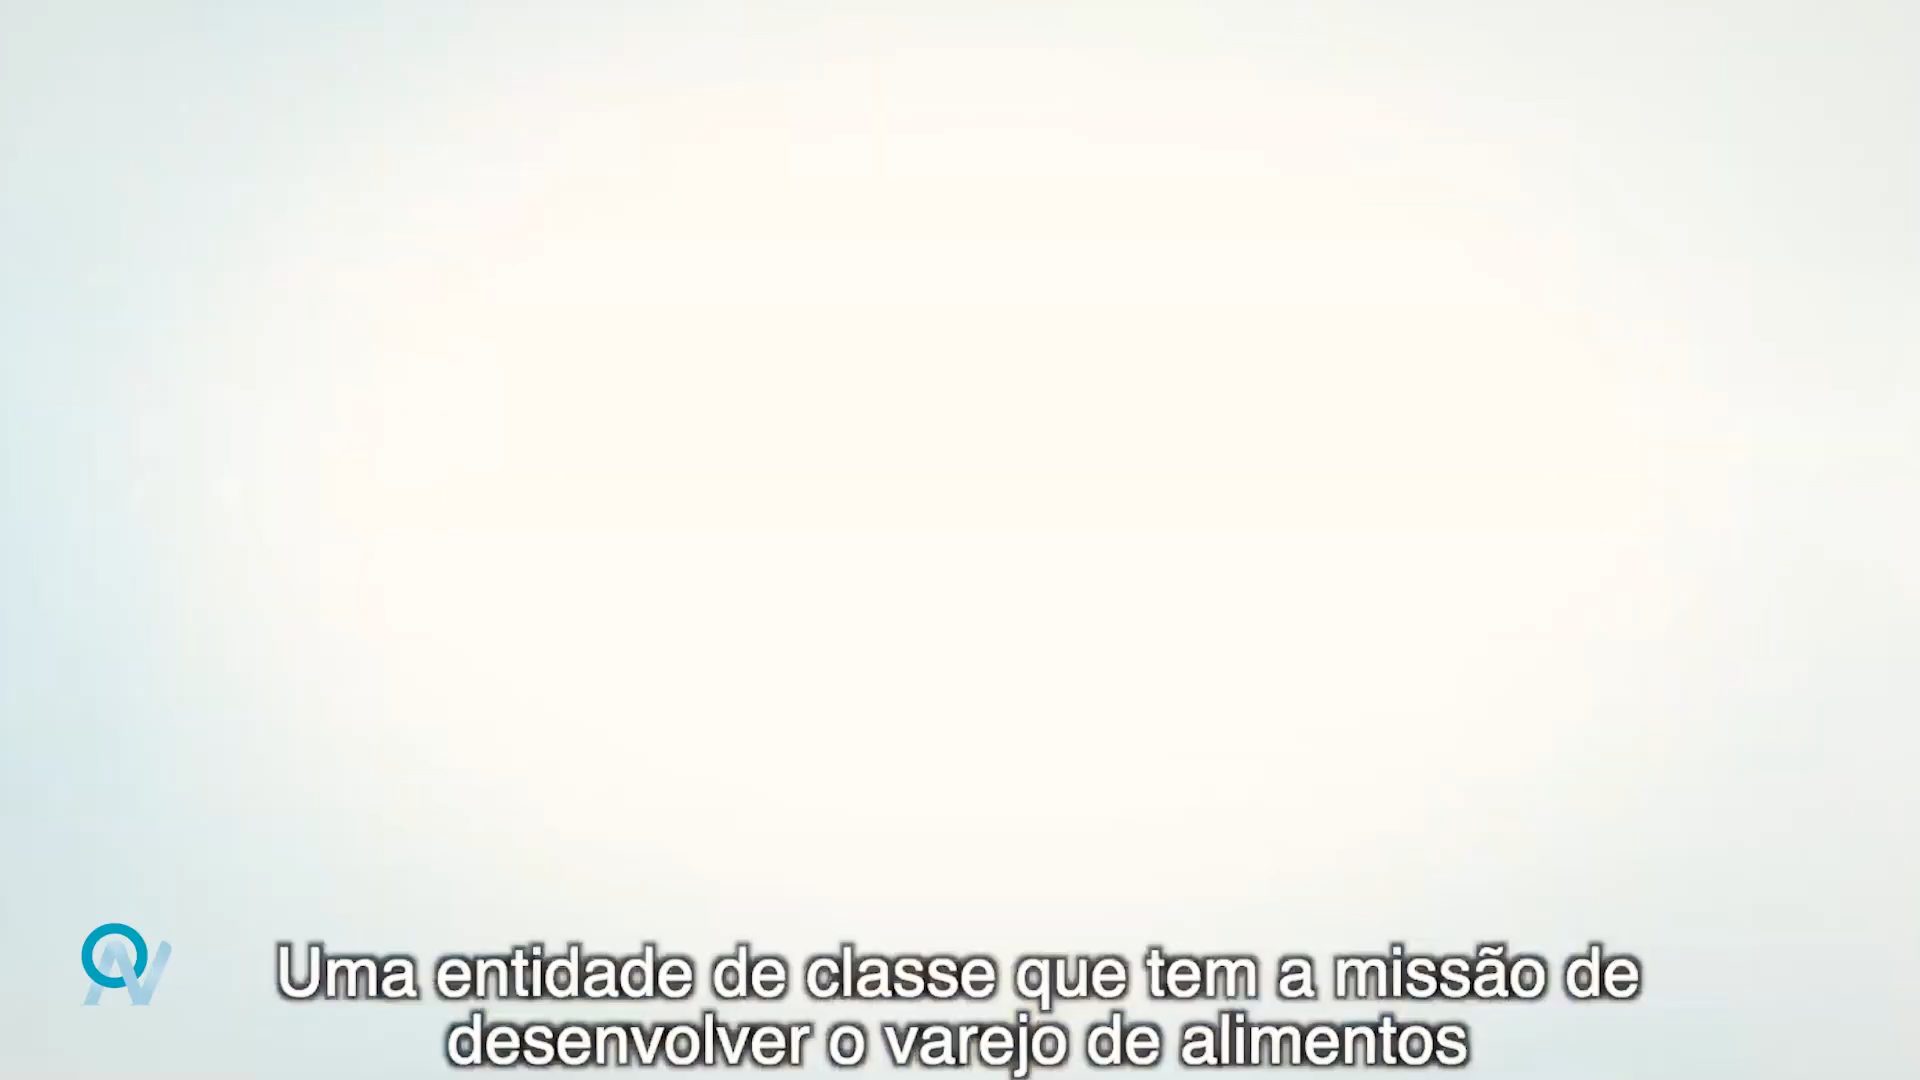 Uma entidade de classe que tem a missão de
desenvolver o varejo de alimentos